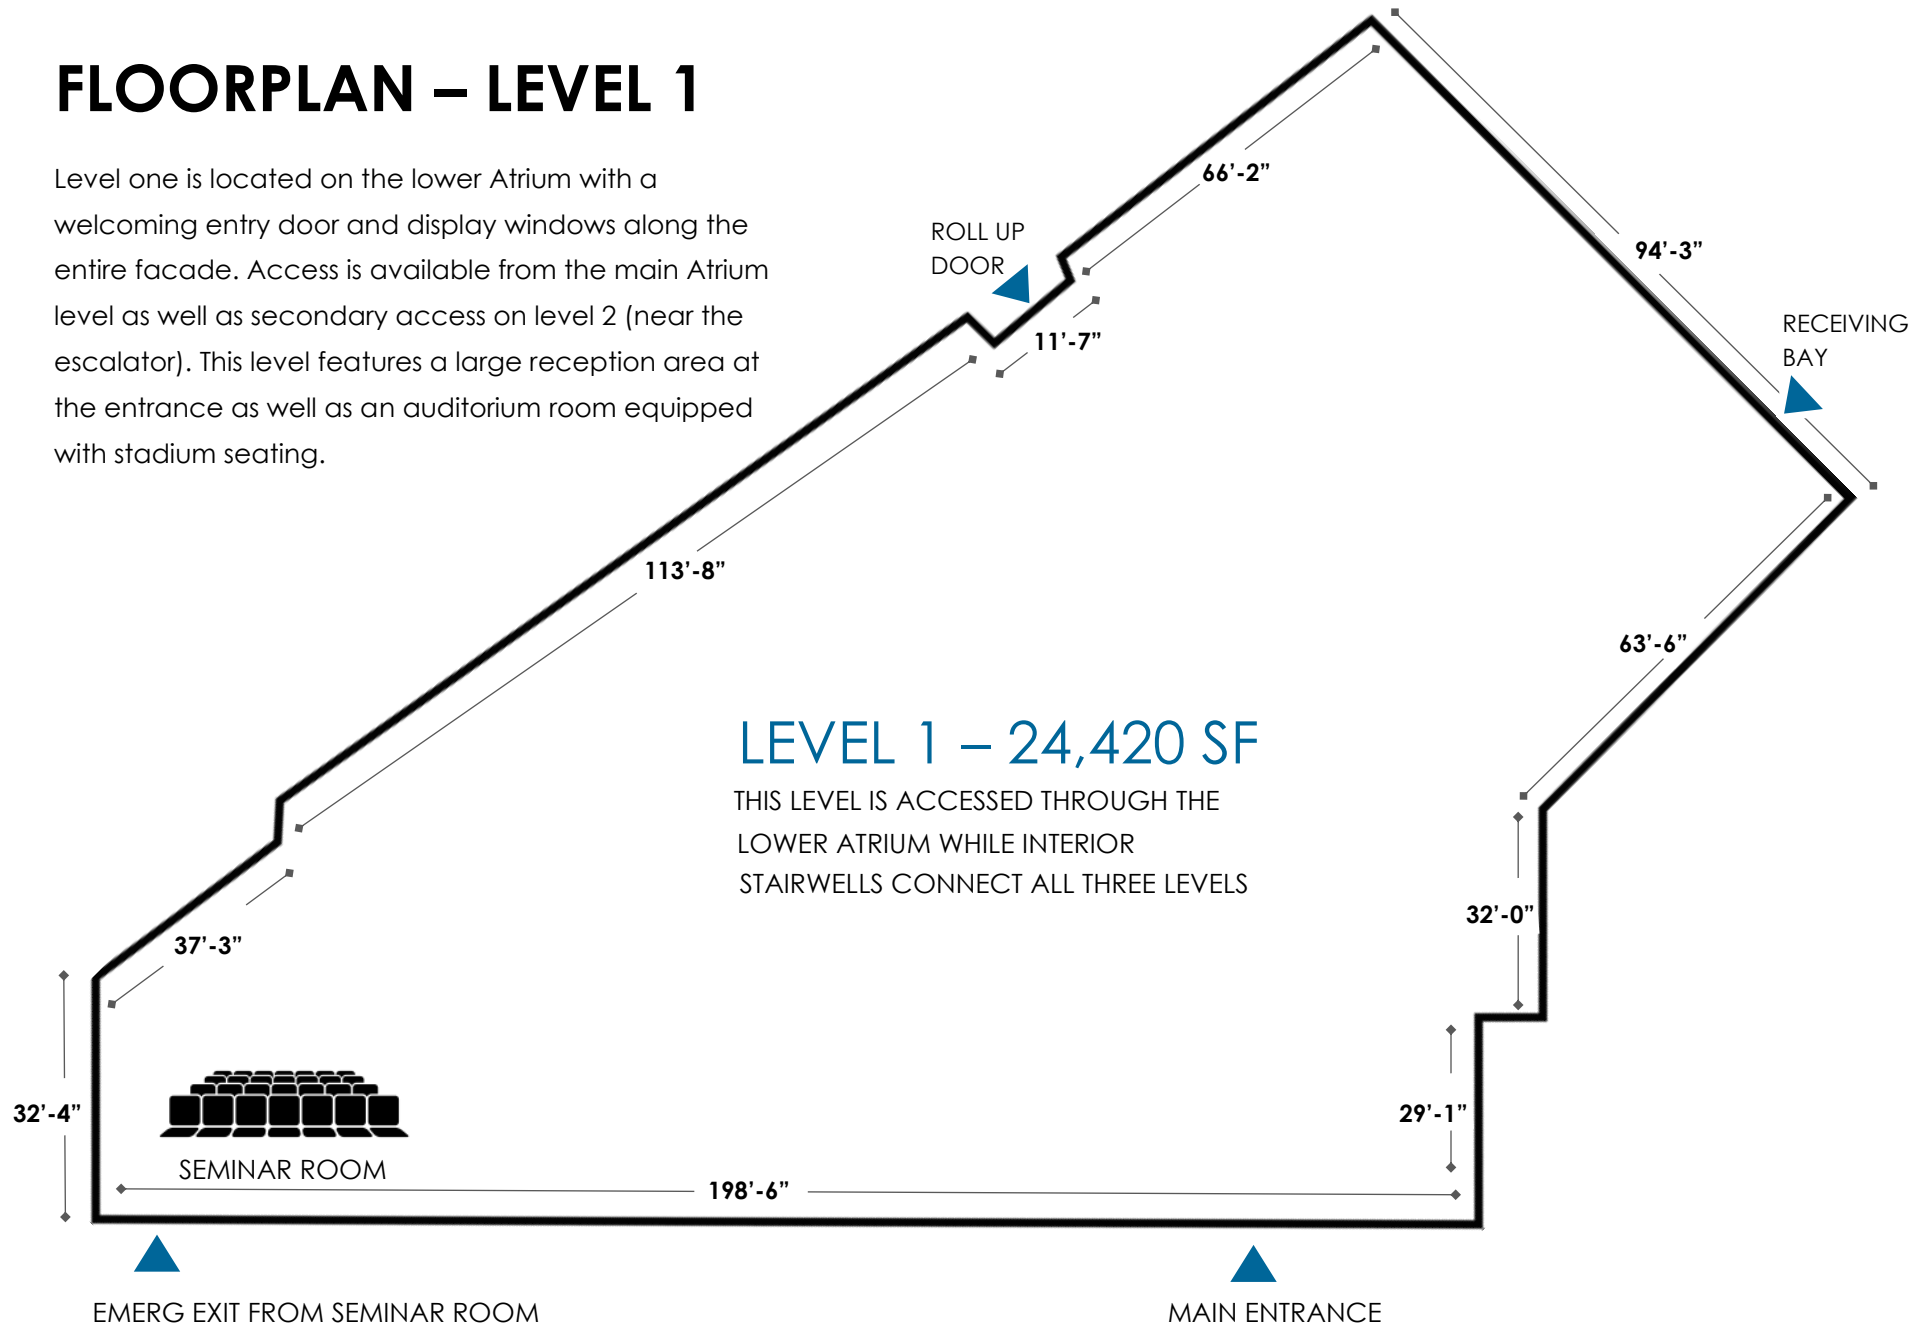 FLOORPLAN – LEVEL 1
Level one is located on the lower Atrium with a
welcoming entry door and display windows along the
entire facade. Access is available from the main Atrium
level as well as secondary access on level 2 (near the
escalator). This level features a large reception area at
the entrance as well as an auditorium room equipped
with stadium seating.
66’-2”
ROLL UP
DOOR
94’-3”
11’-7”
RECEIVING
BAY
113’-8”
63’-6”
LEVEL 1 – 24,420 SF
THIS LEVEL IS ACCESSED THROUGH THE
LOWER ATRIUM WHILE INTERIOR
STAIRWELLS CONNECT ALL THREE LEVELS
32’-0”
37’-3”
32’-4”
29’-1”
SEMINAR ROOM
198’-6”
EMERG EXIT FROM SEMINAR ROOM
MAIN ENTRANCE